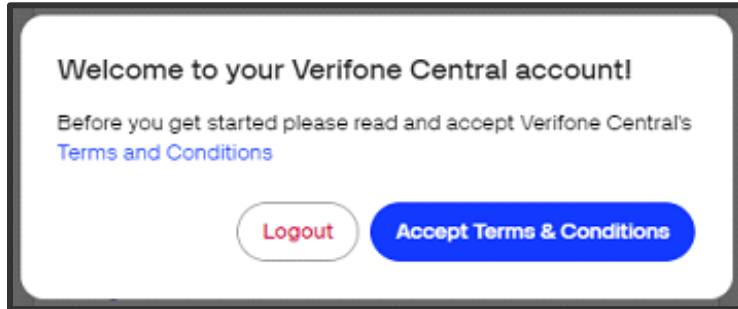 Welcome to your Verifone Central account!
Before you get started please read and accept Verifone Central's
Terms and Conditions
Logout
Accept Terms & Conditions